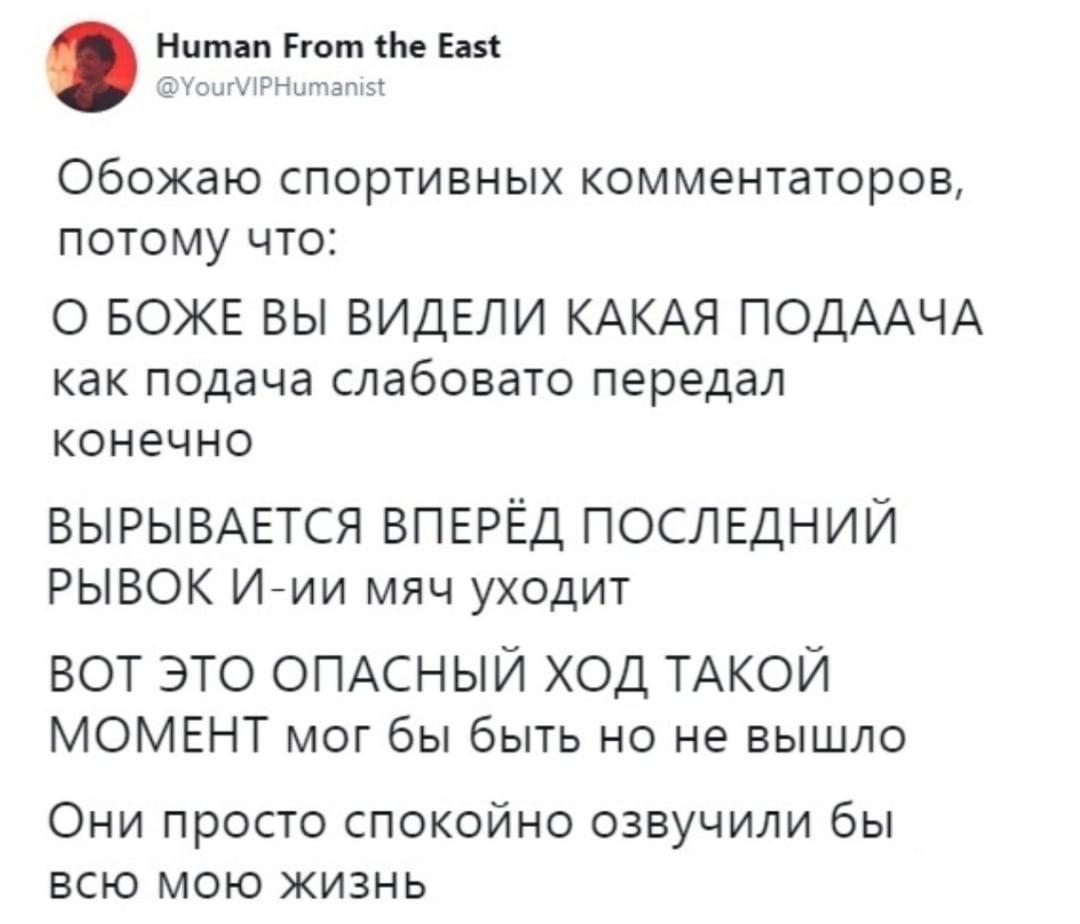 Human From the East
@YourVIPHumanist
Обожаю спортивных комментаторов,
потому что:
О БОЖЕ ВЫ ВИДЕЛИ КАКАЯ ПОДААЧА
как подача слабовато передал
конечно
ВЫРЫВАЕТСЯ ВПЕРЁД ПОСЛЕДНИЙ
РЫВОК И-ии мяч уходит
ВОТ ЭТО ОПАСНЫЙ ХОД ТАКОЙ
МОМЕНТ мог бы быть но не вышло
Они просто спокойно озвучили бы
всю мою жизнь